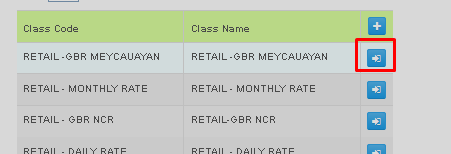 Class Code Class Name
RETAIL -GBR MEYCAUAYAN RETAIL-GBR MEYCAUAYAN
RETAIL - MONTHLY RATE RETAIL - MONTHLY RATE
RETAIL - GBR NCR RETAIL-GBR NCR
RETAIL - DAILY RATE RETAIL - DAILY RATE